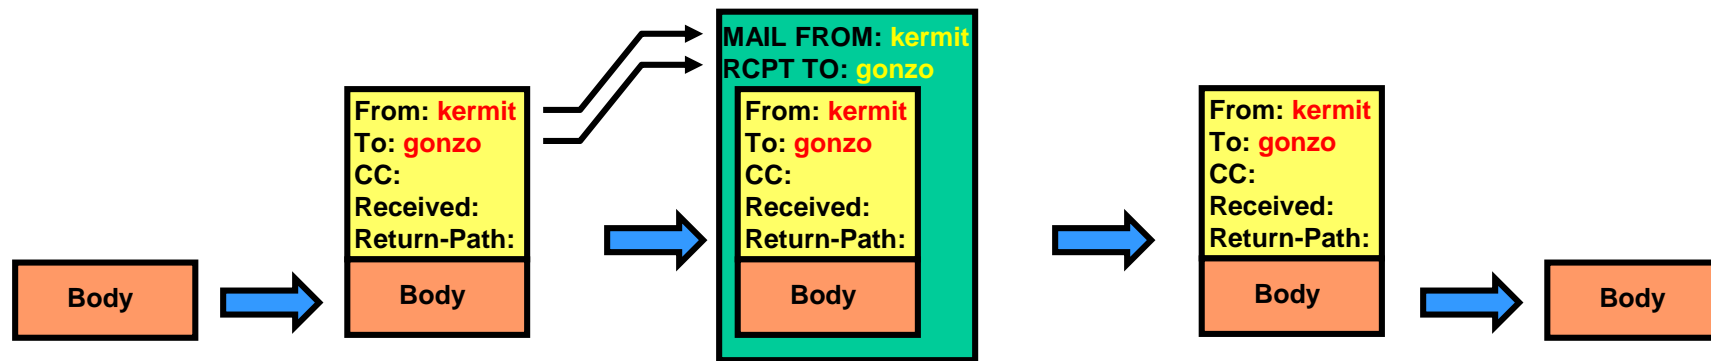 Body
From: kermit
To: gonzo
CC:
Received:
Return-Path:
Body
MAIL FROM: kermit
RCPT TO: gonzo
From: kermit
To: gonzo
CC:
Received:
Return-Path:
Body
From: kermit
To: gonzo
CC:
Received:
Return-Path:
Body
Body